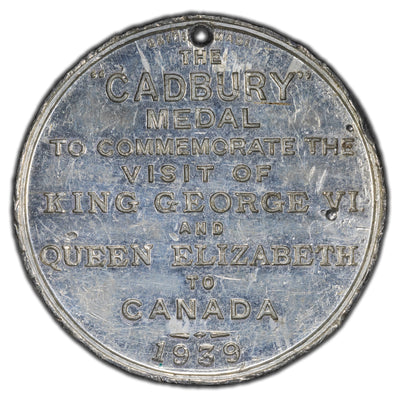 THE
"CADBURY"
MEDAL
TO COMMEMORATE THE
VISIT OF
KING GEORGE VI
AND
QUEEN ELIZABETH
TO
CANADA
1939